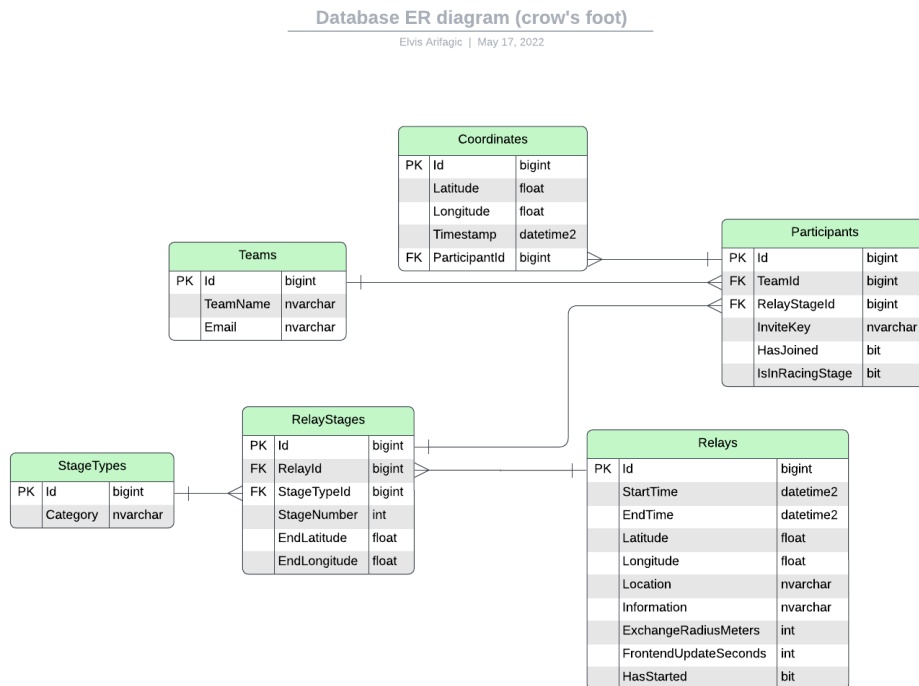 Database ER diagram (crow's foot)
Elvis Arifagic | May 17, 2022
Coordinates
PK Id bigint
Latitude float
Longitude float
Timestamp datetime2
FK ParticipantId bigint
Participants
PK Id bigint
FK TeamId bigint
FK RelayStageId bigint
InviteKey nvarchar
HasJoined bit
IsInRacingStage bit
Teams
PK Id bigint
TeamName nvarchar
Email nvarchar
RelayStages
PK Id bigint
FK RelayId bigint
FK StageTypeId bigint
StageNumber int
EndLatitude float
EndLongitude float
StageTypes
PK Id bigint
Category nvarchar
Relays
PK Id bigint
StartTime datetime2
EndTime datetime2
Latitude float
Longitude float
Location nvarchar
Information nvarchar
ExchangeRadiusMeters int
FrontendUpdateSeconds int
HasStarted bit